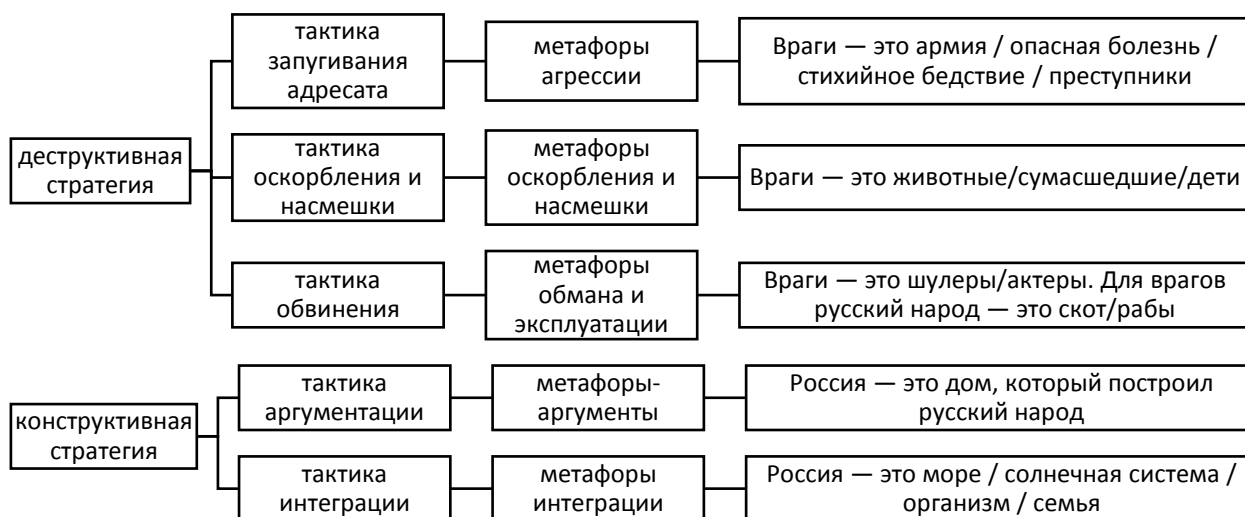 тактика
запугивания
адресата
метафоры
агрессии
Враги — это армия / опасная болезнь /
стихийное бедствие / преступники
деструктивная
стратегия
тактика
оскорбления и
насмешки
метафоры
оскорбления и
насмешки
Враги — это животные/сумасшедшие/дети
тактика
обвинения
метафоры
обмана и
эксплуатации
Враги — это шулеры/актеры. Для врагов
русский народ — это скот/рабы
конструктивная
стратегия
тактика
аргументации
метафоры-
аргументы
Россия — это дом, который построил
русский народ
тактика
интеграции
метафоры
интеграции
Россия — это море / солнечная система /
организм / семья